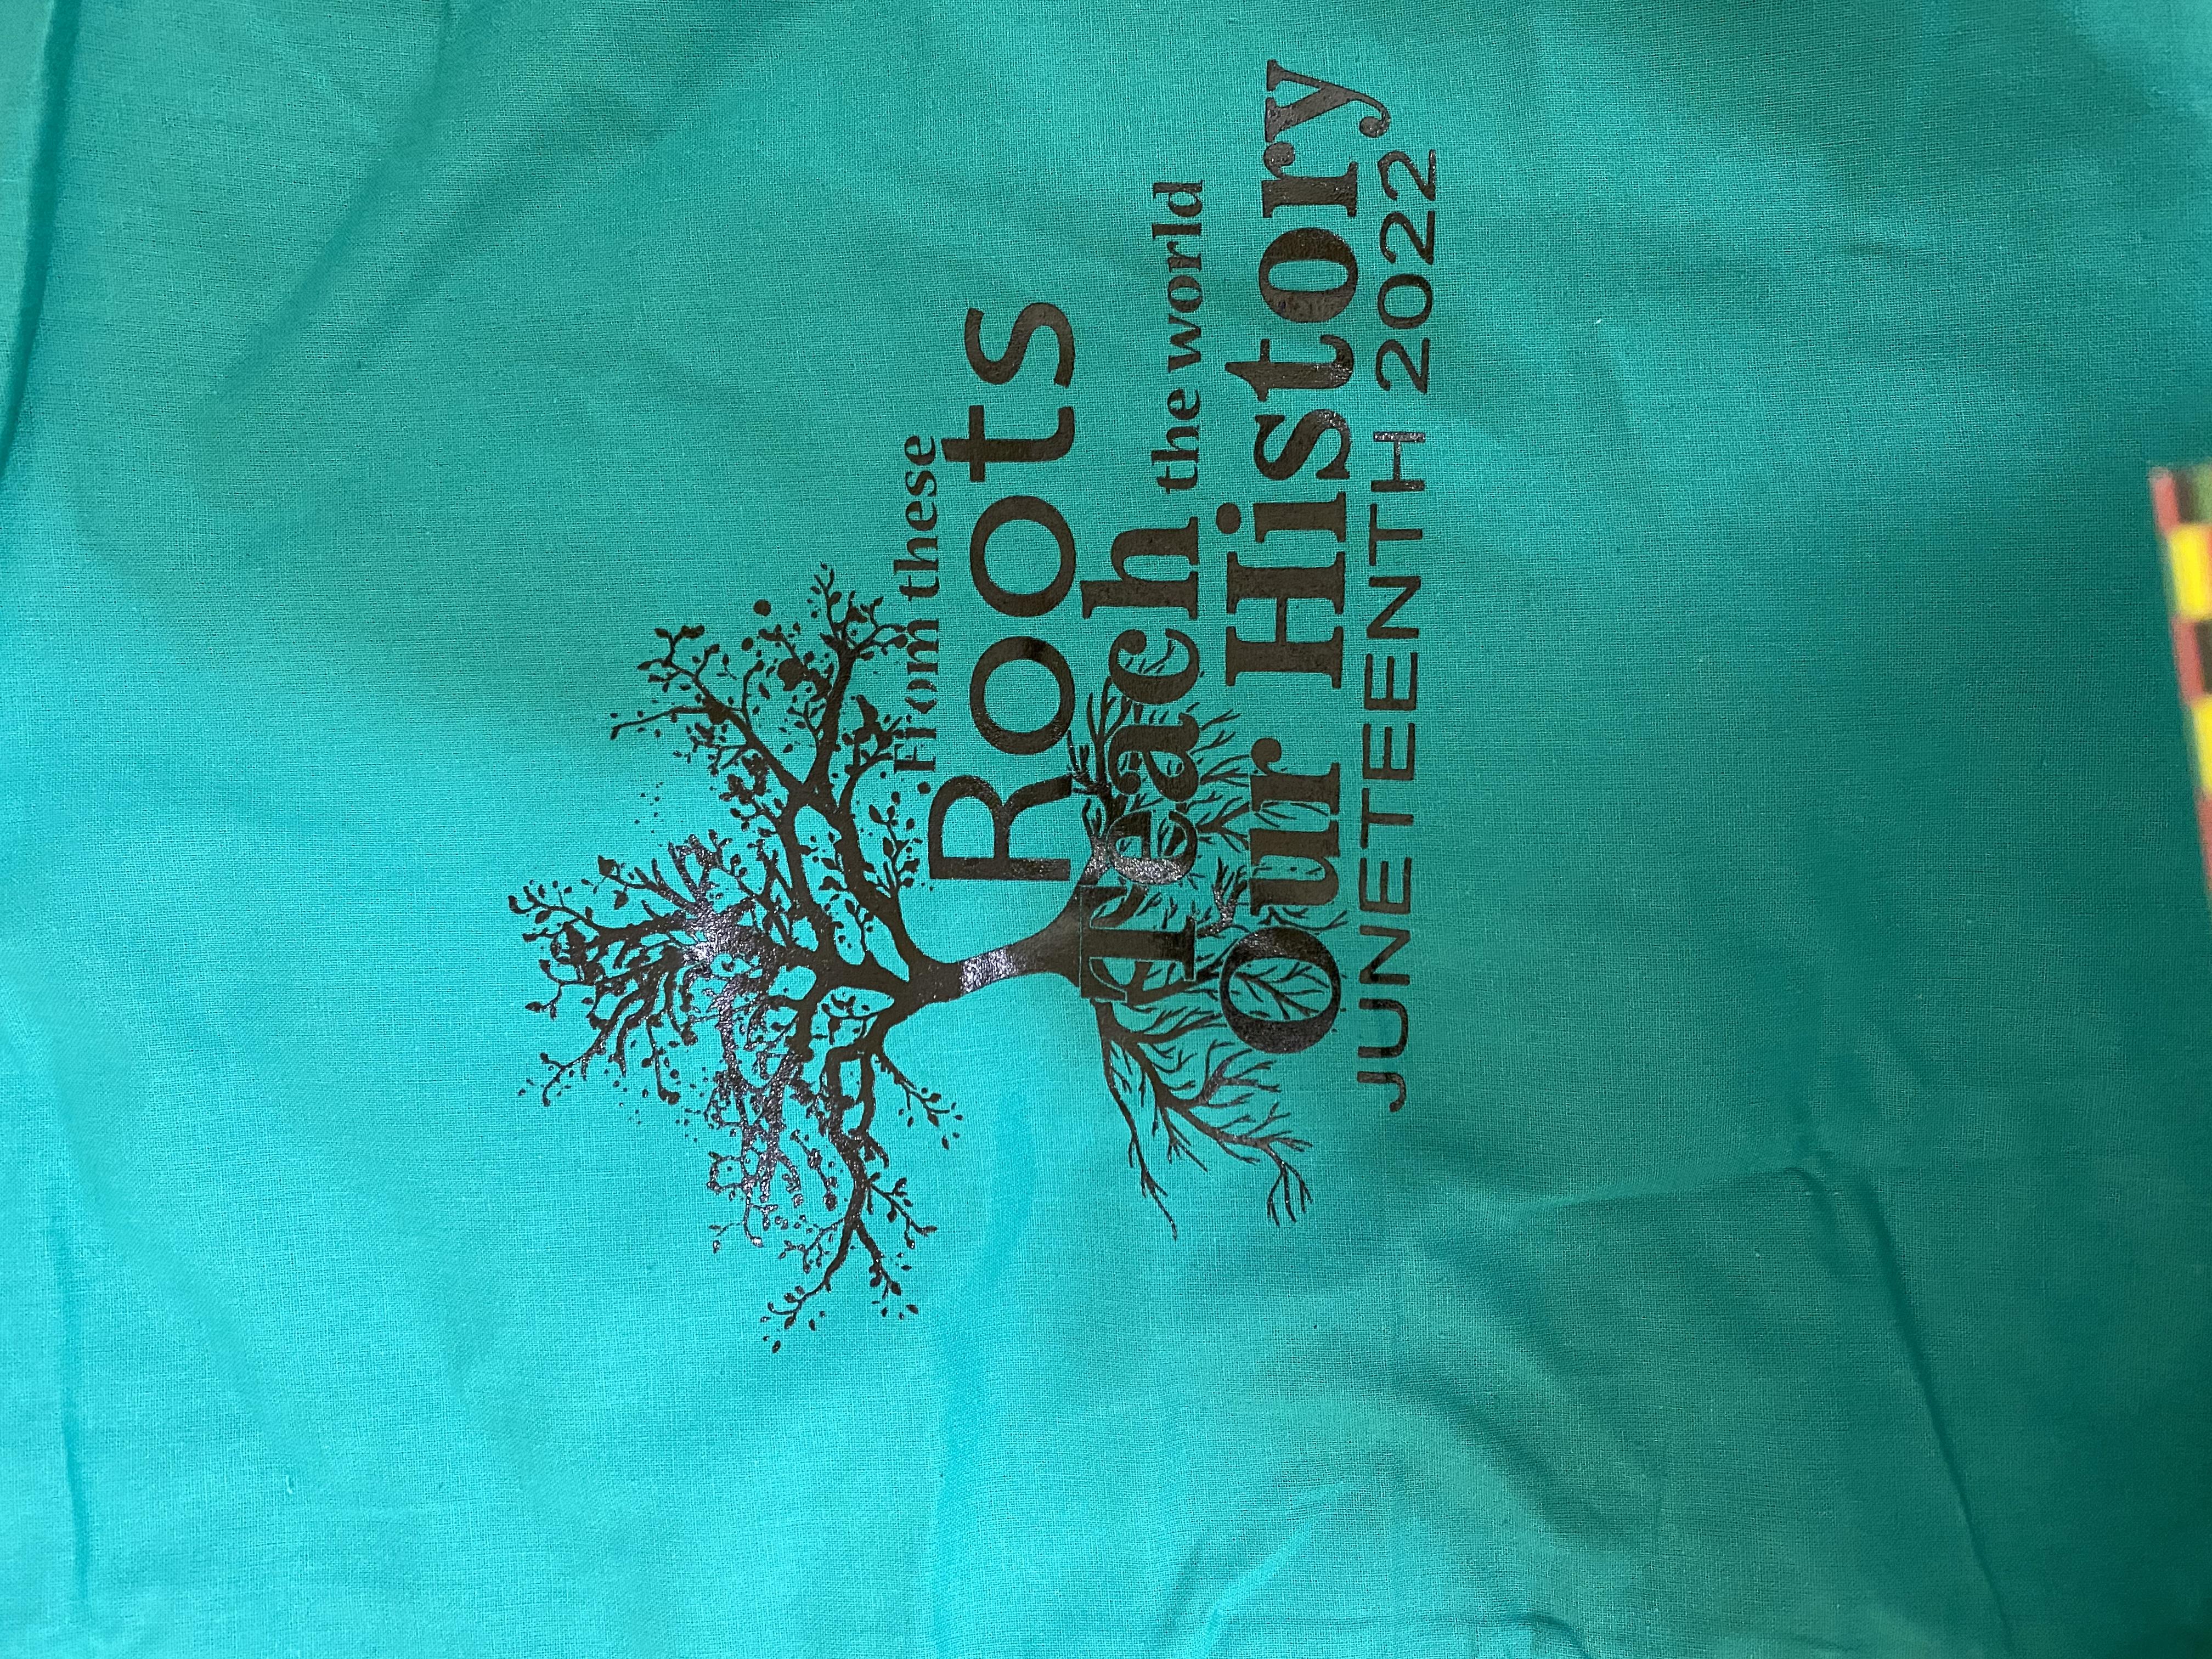 From these
Roots
Teach the world
Our History
JUNETEENTH 2022